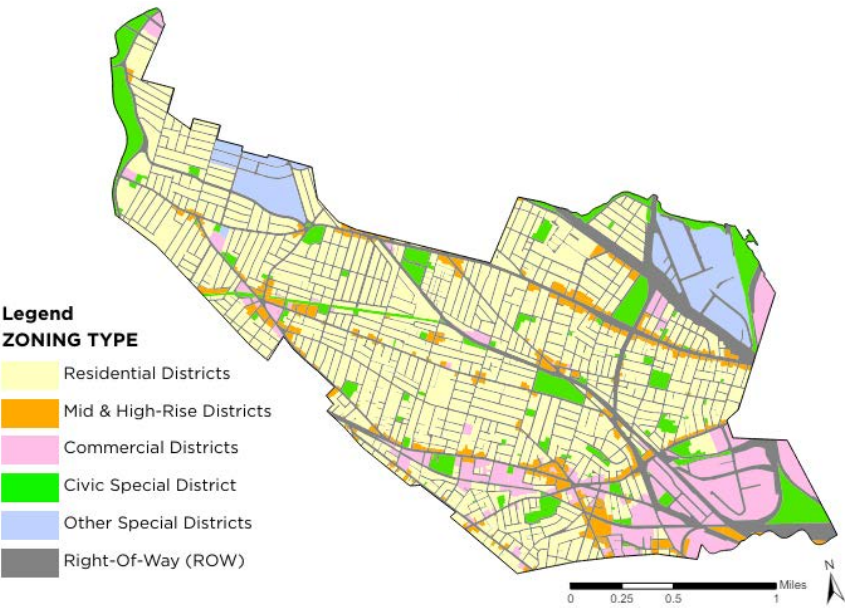 Legend
ZONING TYPE
Residential Districts
Mid & High-Rise Districts
Commercial Districts
Civic Special District
Other Special Districts
Right-Of-Way (ROW)
N
Miles
0 0.25 0.5 1